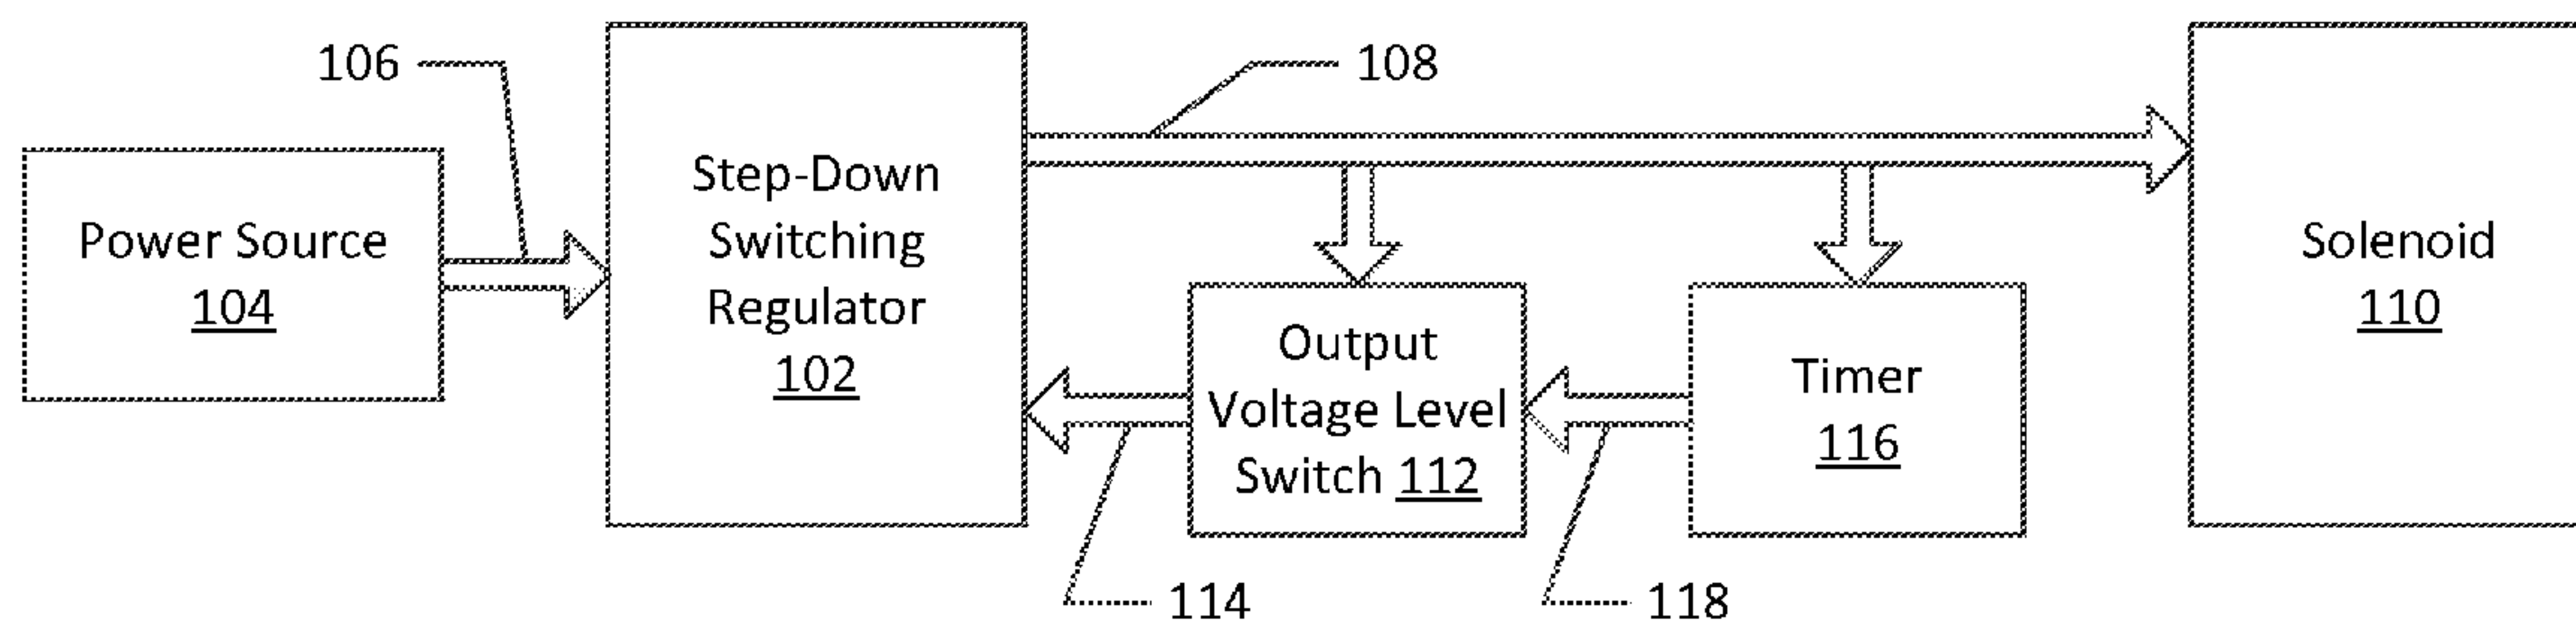 106
108
Power Source
104
Step-Down
Switching
Regulator
102
Solenoid
110
Output
Voltage Level
Switch 112
Timer
116
114
118